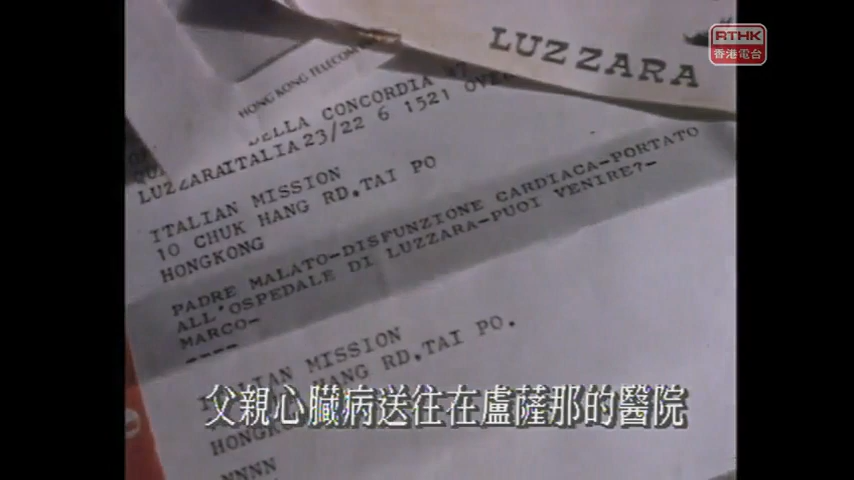 RTHK
香港電台
LUZZARA
HONG KONG TELECOM
DELLA CONCORDIA
LUZZARAITALIA 23/22 6 1521
ITALIAN MISSION
10 CHUK HANG RD.TAI PO
HONGKONG
PADRE MALATO-DISFUNZIONE CARDIACA-PORTATO
ALL'OSPEDALE DI LUZZARA-PUOI VENIRE?-
MARCO-
----
ITALIAN MISSION
HANG RD.TAI PO.
HONGKO
NNNN
父親心臟病送往在盧薩那的醫院